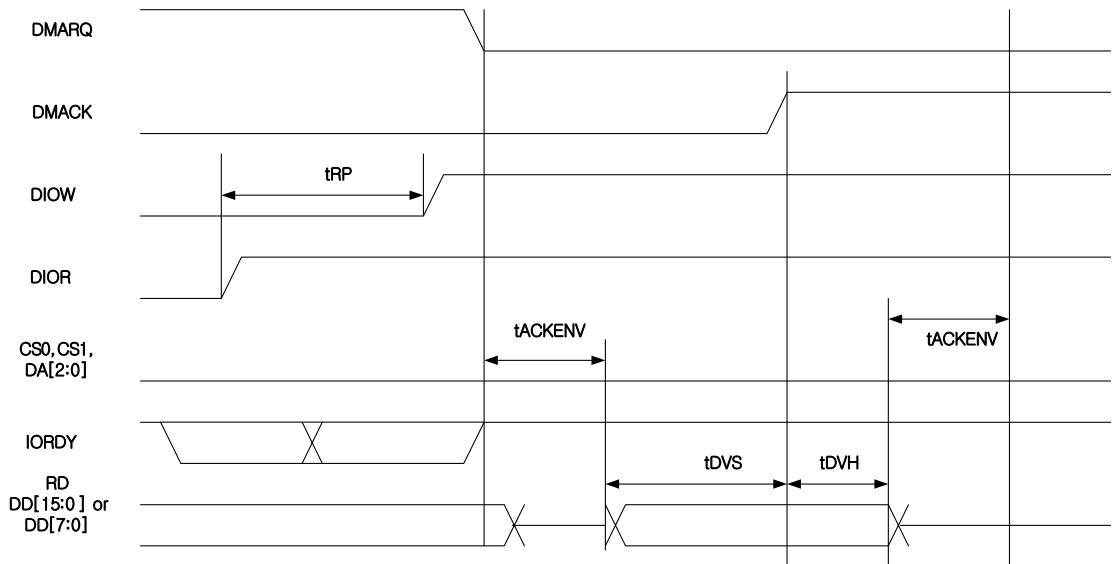 DMARQ
DMACK
tRP
DIOW
DIOR
tACKENV
tACKENV
CS0,CS1,
DA[2:0]
IORDY
tDVS
tDVH
RD
DD[15:0 ] or
DD[7:0]